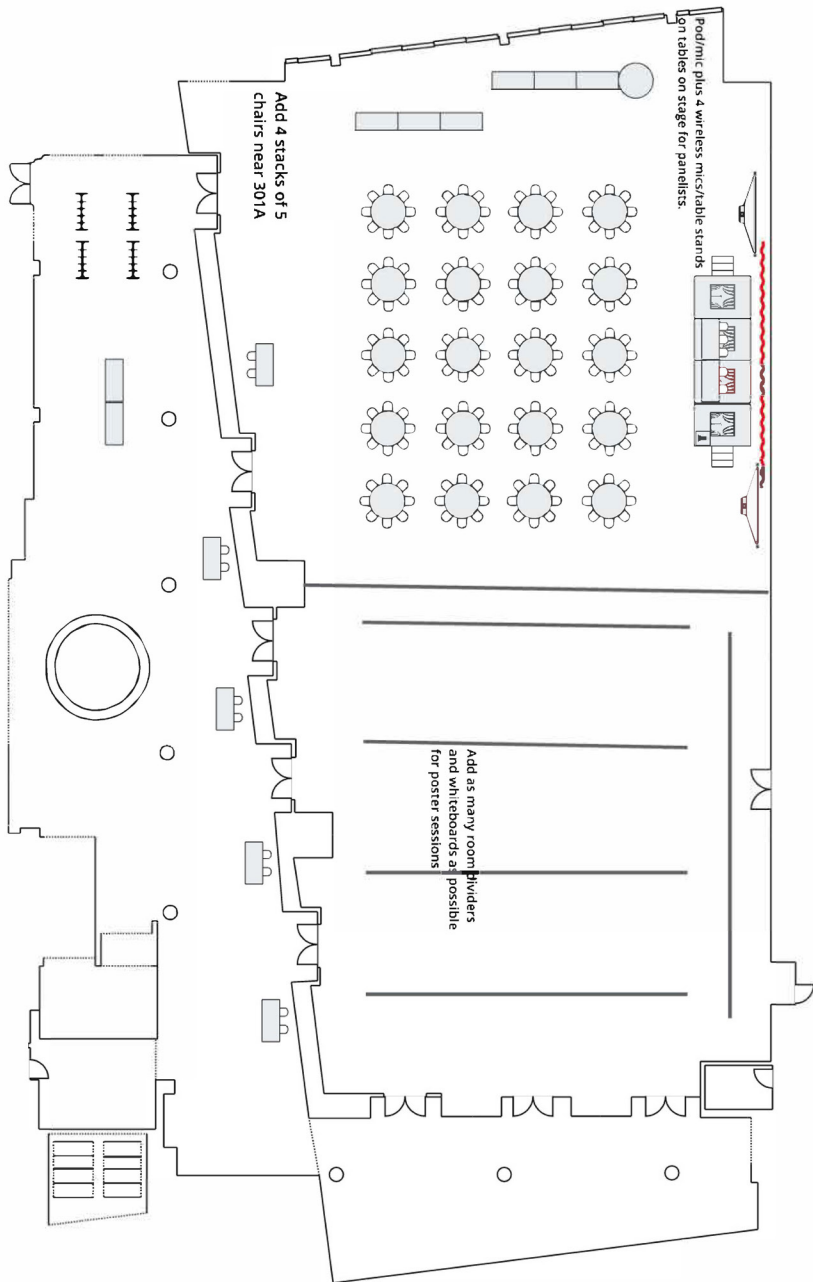 Pod/mic plus 4 wireless mics/table stands
on tables on stage for panelists.
Add 4 stacks of 5
chairs near 301A
Add as many room dividers
and whiteboards as possible
for poster sessions